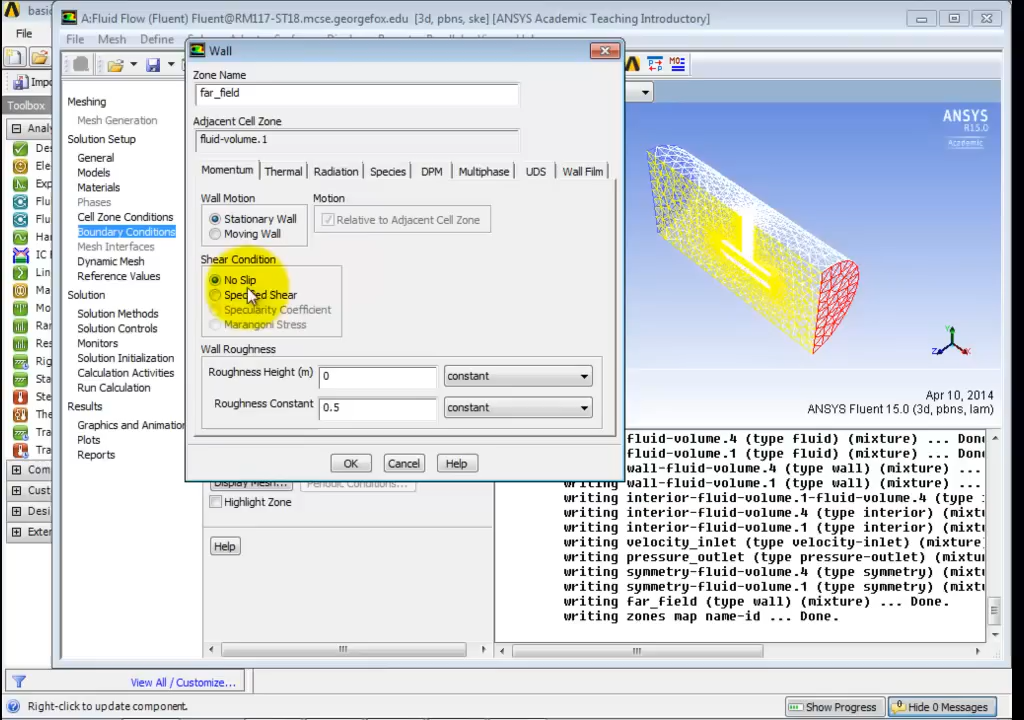 basic
A:Fluid Flow (Fluent) Fluent@RM117-ST18.mcse.georgefox.edu [3d, pbns, ske] [ANSYS Academic Teaching Introductory]
File
File Mesh Define
Wall
Impo
Zone Name
far_field
Toolbox
Meshing
Mesh Generation
Adjacent Cell Zone
fluid-volume.1
ANSYS
R15.0
Academic
Solution Setup
General
Models
Materials
Phases
Cell Zone Conditions
Boundary Conditions
Mesh Interfaces
Dynamic Mesh
Reference Values
Momentum Thermal Radiation Species DPM Multiphase UDS Wall Film
Wall Motion
Motion
Stationary Wall
Moving Wall
Relative to Adjacent Cell Zone
Shear Condition
No Slip
Specified Shear
Specularity Coefficient
Marangoni Stress
Solution
Solution Methods
Solution Controls
Monitors
Solution Initialization
Calculation Activities
Run Calculation
Wall Roughness
Roughness Height (m) 0 constant
Roughness Constant 0.5 constant
Results
Graphics and Animation
Plots
Reports
OK Cancel Help
Apr 10, 2014
ANSYS Fluent 15.0 (3d, pbns, lam)
Display Mesh... Periodic Conditions...
Highlight Zone
Help
fluid-volume.4 (type fluid) (mixture) ... Done
fluid-volume.1 (type fluid) (mixture) ... Done
wall-fluid-volume.4 (type wall) (mixture) ...
writing wall-fluid-volume.1 (type wall) (mixture) ...
writing interior-fluid-volume.1-fluid-volume.4 (type
writing interior-fluid-volume.4 (type interior) (mixt
writing interior-fluid-volume.1 (type interior) (mixt
writing velocity_inlet (type velocity-inlet) (mixture
writing pressure_outlet (type pressure-outlet) (mixtu
writing symmetry-fluid-volume.4 (type symmetry) (mixt
writing symmetry-fluid-volume.1 (type symmetry) (mixt
writing far_field (type wall) (mixture) ... Done.
writing zones map name-id ... Done.
View All / Customize...
Right-click to update component.
Show Progress
Hide 0 Messages